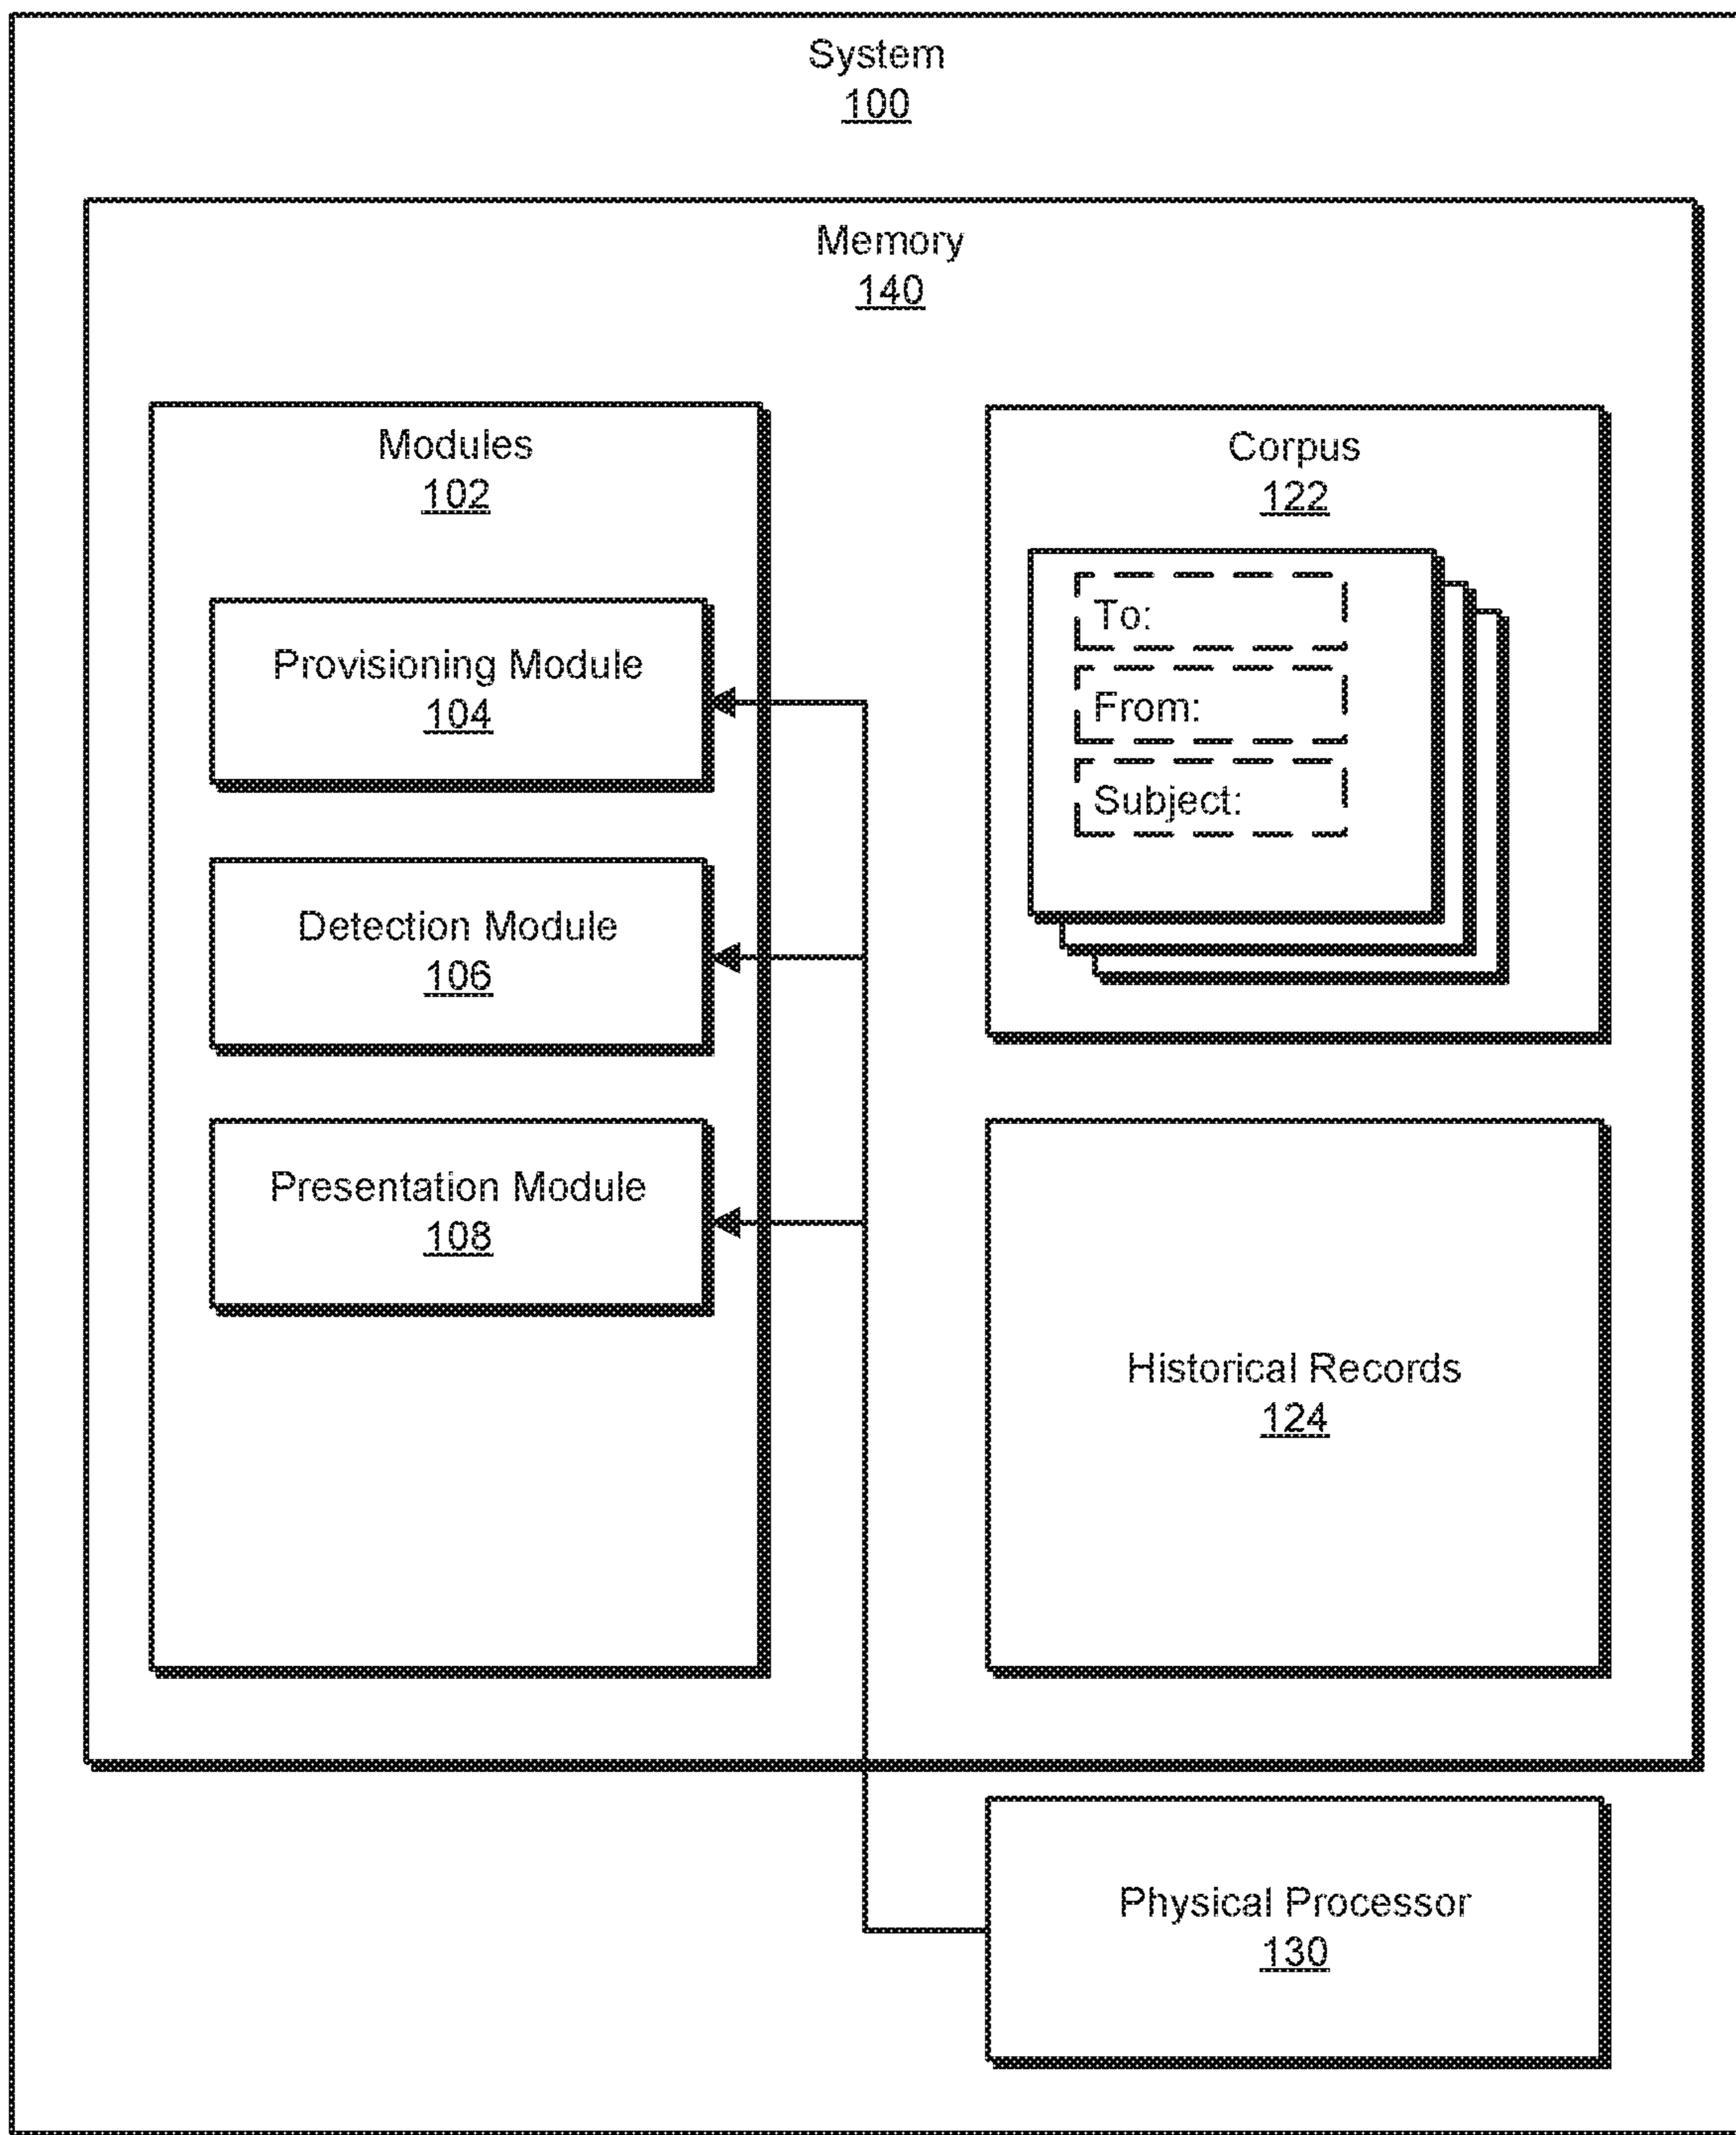 System
100
Memory
140
Modules
102
Provisioning Module
104
Detection Module
106
Presentation Module
108
Corpus
122
To:
From:
Subject:
Historical Records
124
Physical Processor
130